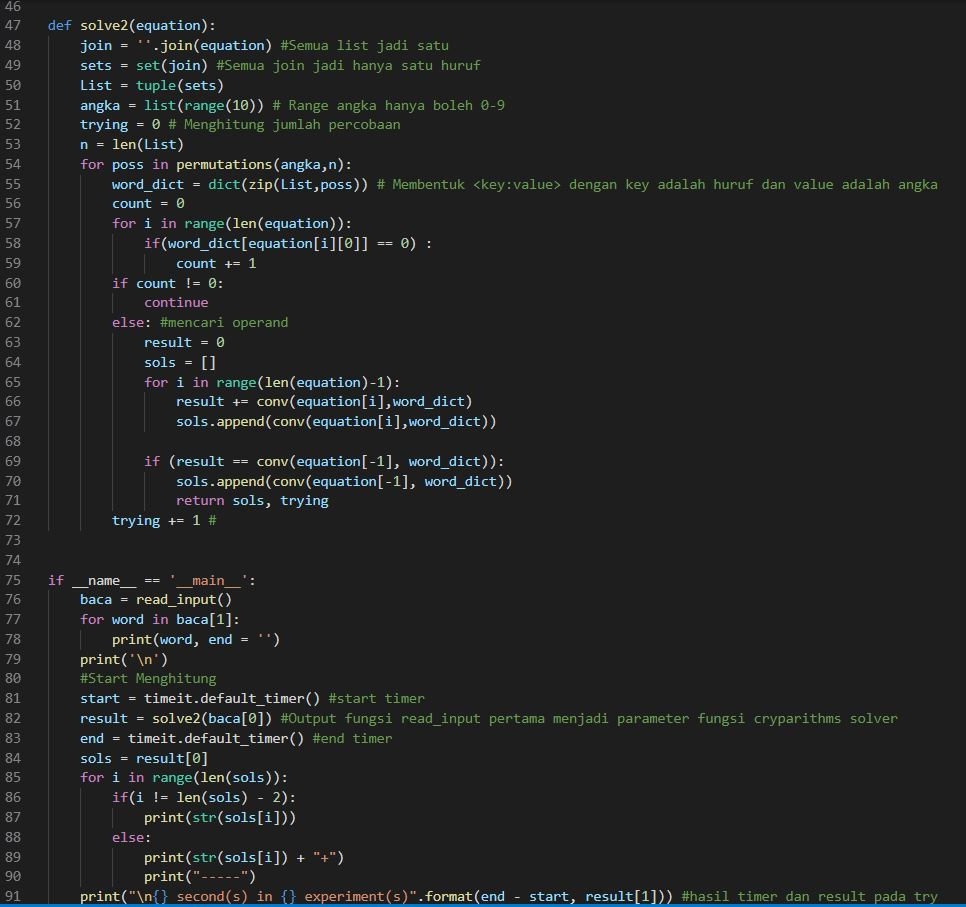 46
47 def solve2(equation):
48     join = ''.join(equation) #Semua list jadi satu
49     sets = set(join) #Semua join jadi hanya satu huruf
50     List = tuple(sets)
51     angka = list(range(10)) # Range angka hanya boleh 0-9
52     trying = 0 # Menghitung jumlah percobaan
53     n = len(List)
54     for poss in permutations(angka,n):
55         word_dict = dict(zip(List,poss)) # Membentuk <key:value> dengan key adalah huruf dan value adalah angka
56         count = 0
57         for i in range(len(equation)):
58             if(word_dict[equation[i][0]] == 0) :
59                 count += 1
60         if count != 0:
61             continue
62         else: #mencari operand
63             result = 0
64             sols = []
65             for i in range(len(equation)-1):
66                 result += conv(equation[i],word_dict)
67                 sols.append(conv(equation[i],word_dict))
68
69             if (result == conv(equation[-1], word_dict)):
70                 sols.append(conv(equation[-1], word_dict))
71                 return sols, trying
72         trying += 1 #
73
74
75 if __name__ == '__main__':
76     baca = read_input()
77     for word in baca[1]:
78         print(word, end = '')
79     print('\n')
80     #Start Menghitung
81     start = timeit.default_timer() #start timer
82     result = solve2(baca[0]) #Output fungsi read_input pertama menjadi parameter fungsi cryparithms solver
83     end = timeit.default_timer() #end timer
84     sols = result[0]
85     for i in range(len(sols)):
86         if(i != len(sols) - 2):
87             print(str(sols[i]))
88         else:
89             print(str(sols[i]) + "+")
90             print("-----")
91     print("\n{} second(s) in {} experiment(s)".format(end - start, result[1])) #hasil timer dan result pada try